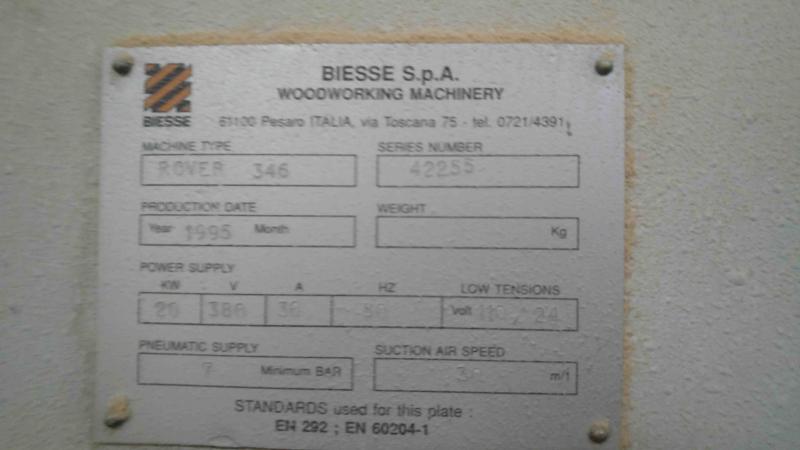 BIESSE S.p.A.
WOODWORKING MACHINERY
BIESSE
61100 Pesaro ITALIA, via Toscana 75 - tel. 0721/4391
MACHINE TYPE SERIES NUMBER
ROVER 346 42255
PRODUCTION DATE WEIGHT
Year 1995 Month Kg
POWER SUPPLY
KW V A HZ LOW TENSIONS
20 380 30 50 Volt 110 / 24
PNEUMATIC SUPPLY SUCTION AIR SPEED
7 Minimum BAR m/1
STANDARDS used for this plate :
EN 292 ; EN 60204-1